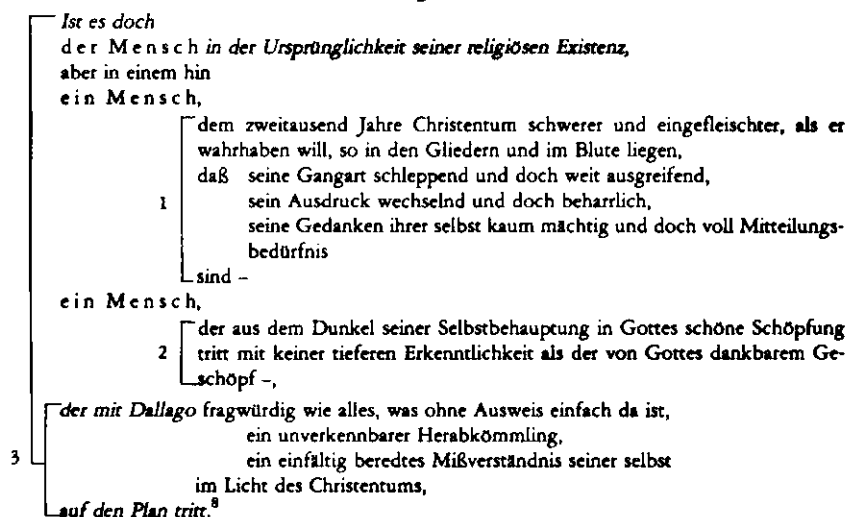 Ist es doch
der Mensch in der Ursprünglichkeit seiner religiösen Existenz,
aber in einem hin
ein Mensch,
dem zweitausend Jahre Christentum schwerer und eingefleischter, als er
wahrhaben will, so in den Gliedern und im Blute liegen,
daß seine Gangart schleppend und doch weit ausgreifend,
1 sein Ausdruck wechselnd und doch beharrlich,
seine Gedanken ihrer selbst kaum mächtig und doch voll Mitteilungs-
bedürfnis
sind –
ein Mensch,
der aus dem Dunkel seiner Selbstbehauptung in Gottes schöne Schöpfung
2 tritt mit keiner tieferen Erkenntlichkeit als der von Gottes dankbarem Ge-
schöpf –,
der mit Dallago fragwürdig wie alles, was ohne Ausweis einfach da ist,
ein unverkennbarer Herabkömmling,
3 ein einfältig beredtes Mißverständnis seiner selbst
im Licht des Christentums,
auf den Plan tritt.8